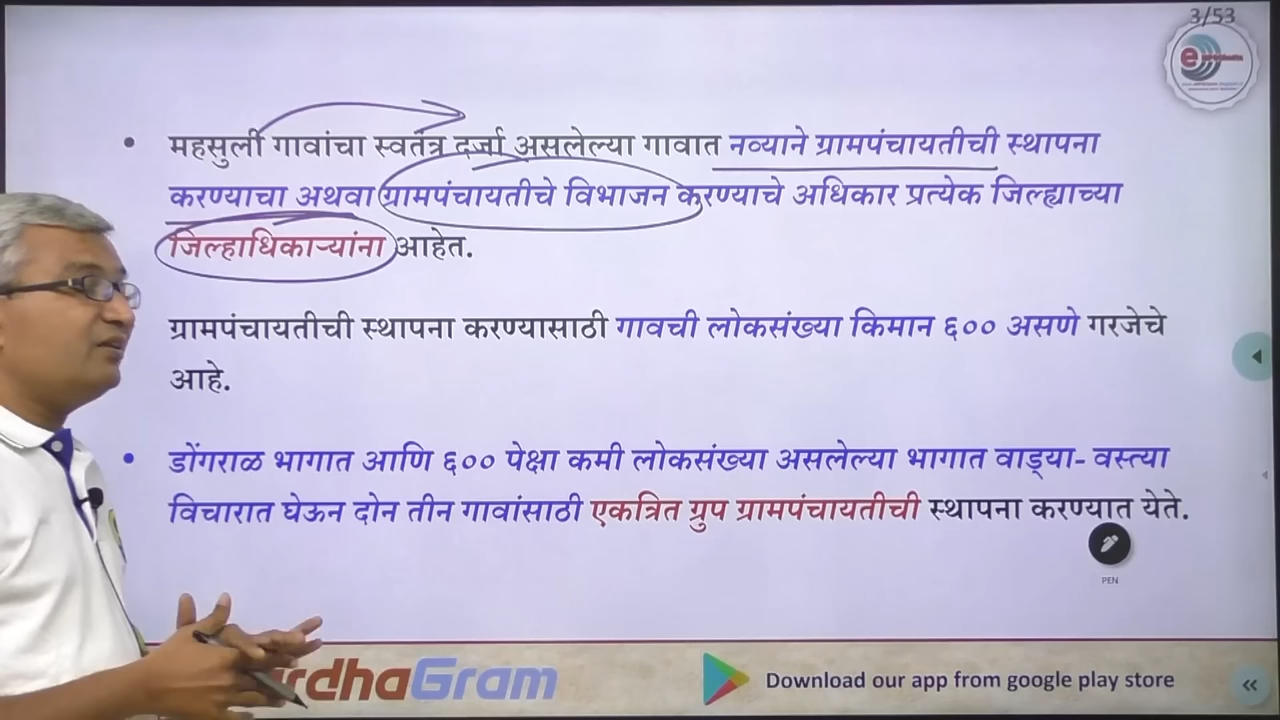 3/53
• महसुली गावांचा स्वतंत्र दर्जा असलेल्या गावात नव्याने ग्रामपंचायतीची स्थापना
करण्याचा अथवा ग्रामपंचायतीचे विभाजन करण्याचे अधिकार प्रत्येक जिल्ह्याच्या
जिल्हाधिकाऱ्यांना आहेत.
ग्रामपंचायतीची स्थापना करण्यासाठी गावची लोकसंख्या किमान ६०० असणे गरजेचे
आहे.
• डोंगराळ भागात आणि ६०० पेक्षा कमी लोकसंख्या असलेल्या भागात वाड्या- वस्त्या
विचारात घेऊन दोन तीन गावांसाठी एकत्रित ग्रुप ग्रामपंचायतीची स्थापना करण्यात येते.
PEN
rdhaGram
Download our app from google play store